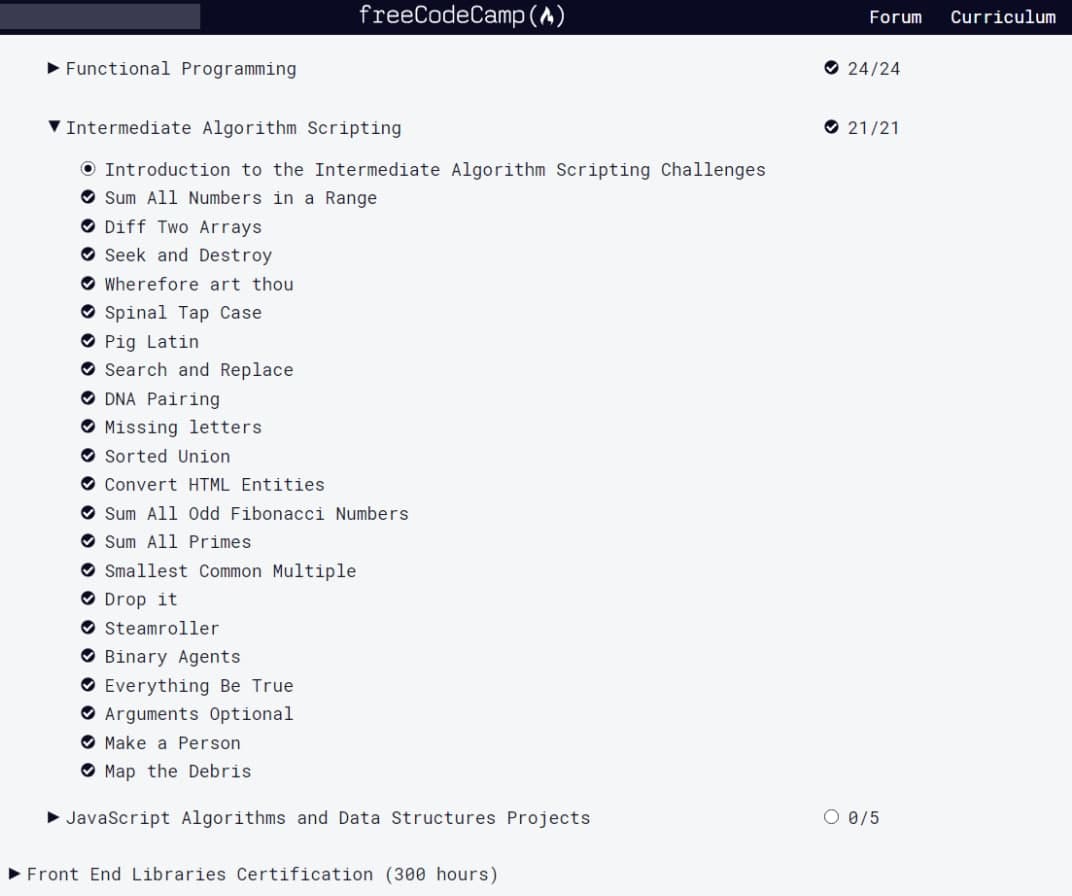 freeCodeCamp(🔥)
Forum Curriculum
Functional Programming 24/24
Intermediate Algorithm Scripting 21/21
Introduction to the Intermediate Algorithm Scripting Challenges
Sum All Numbers in a Range
Diff Two Arrays
Seek and Destroy
Wherefore art thou
Spinal Tap Case
Pig Latin
Search and Replace
DNA Pairing
Missing letters
Sorted Union
Convert HTML Entities
Sum All Odd Fibonacci Numbers
Sum All Primes
Smallest Common Multiple
Drop it
Steamroller
Binary Agents
Everything Be True
Arguments Optional
Make a Person
Map the Debris
JavaScript Algorithms and Data Structures Projects 0/5
Front End Libraries Certification (300 hours)